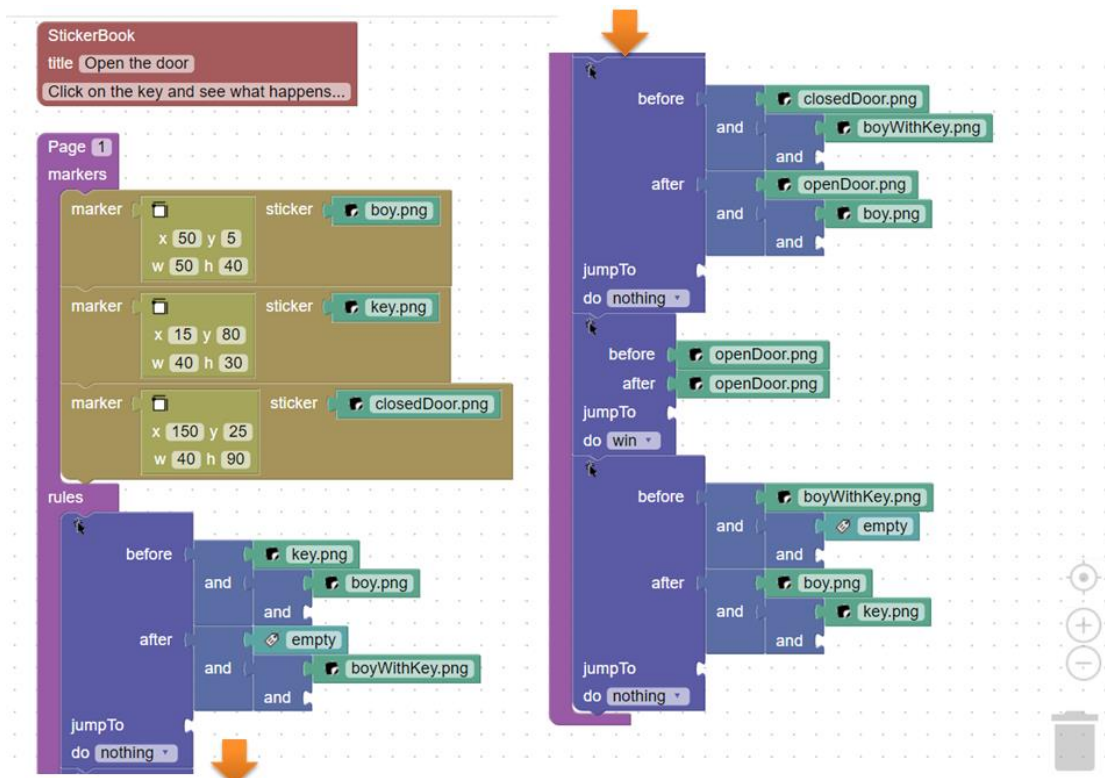 StickerBook
title Open the door
Click on the key and see what happens...
Page 1
markers
marker sticker boy.png
x 50 y 5
w 50 h 40
marker sticker key.png
x 15 y 80
w 40 h 30
marker sticker closedDoor.png
x 150 y 25
w 40 h 90
rules
before key.png
and boy.png
and
after empty
and boyWithKey.png
and
jumpTo
do nothing
before closedDoor.png
and boyWithKey.png
and
after openDoor.png
and boy.png
and
jumpTo
do nothing
before openDoor.png
after openDoor.png
jumpTo
do win
before boyWithKey.png
and empty
and
after boy.png
and key.png
and
jumpTo
do nothing